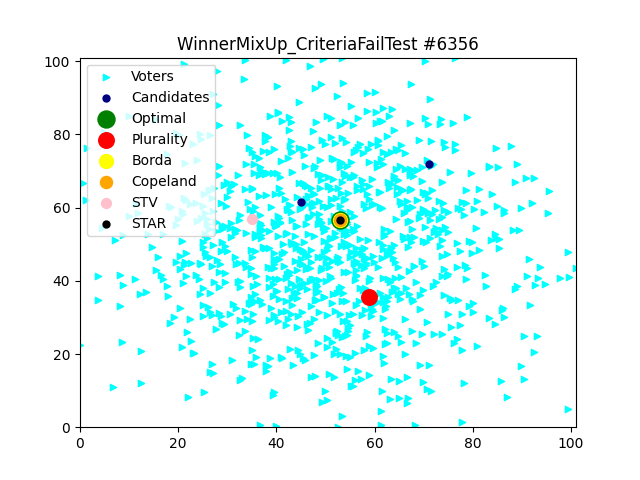 WinnerMixUp_CriteriaFailTest #6356
Voters
Candidates
Optimal
Plurality
Borda
Copeland
STV
STAR
100
80
60
40
20
0
0 20 40 60 80 100